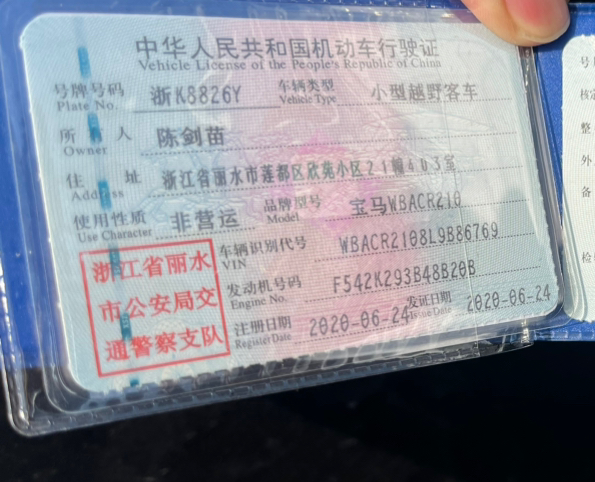 中华人民共和国机动车行驶证
Vehicle License of the People's Republic of China
号牌号码 浙K8826Y 车辆类型 小型越野客车
Plate No. Vehicle Type
所有人 陈剑苗
Owner
住址 浙江省丽水市莲都区欣苑小区21幢403室
Address
使用性质 非营运 品牌型号 宝马WBACR210
Use Character Model
浙江省丽水
市公安局交
通警察支队
车辆识别代号 WBACR2108L9B86769
VIN
发动机号码 F542K293B48B20B
Engine No.
注册日期 2020-06-24 发证日期 2020-06-24
Register Date Issue Date
号
核定
整
外
备
检